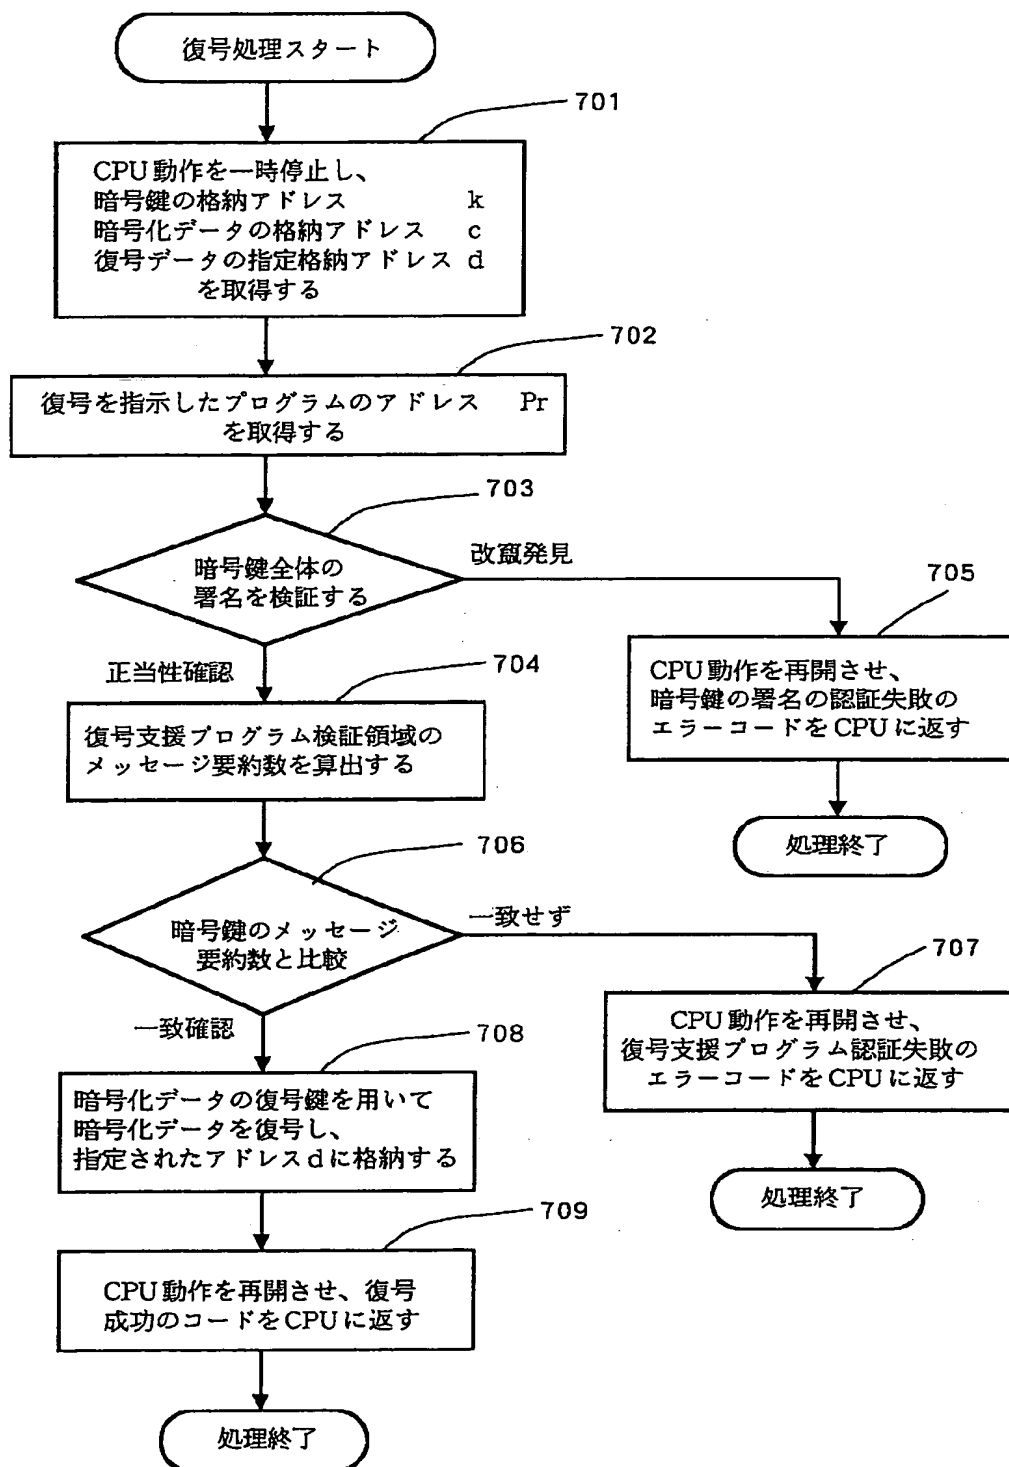 復号処理スタート
701
CPU動作を一時停止し、
暗号鍵の格納アドレス k
暗号化データの格納アドレス c
復号データの指定格納アドレス d
を取得する
702
復号を指示したプログラムのアドレス Pr
を取得する
703
暗号鍵全体の
署名を検証する
改竄発見
705
正当性確認
704
CPU動作を再開させ、
暗号鍵の署名の認証失敗の
エラーコードをCPUに返す
復号支援プログラム検証領域の
メッセージ要約数を算出する
処理終了
706
暗号鍵のメッセージ
要約数と比較
一致せず
707
一致確認
708
CPU動作を再開させ、
復号支援プログラム認証失敗の
エラーコードをCPUに返す
暗号化データの復号鍵を用いて
暗号化データを復号し、
指定されたアドレスdに格納する
処理終了
709
CPU動作を再開させ、復号
成功のコードをCPUに返す
処理終了